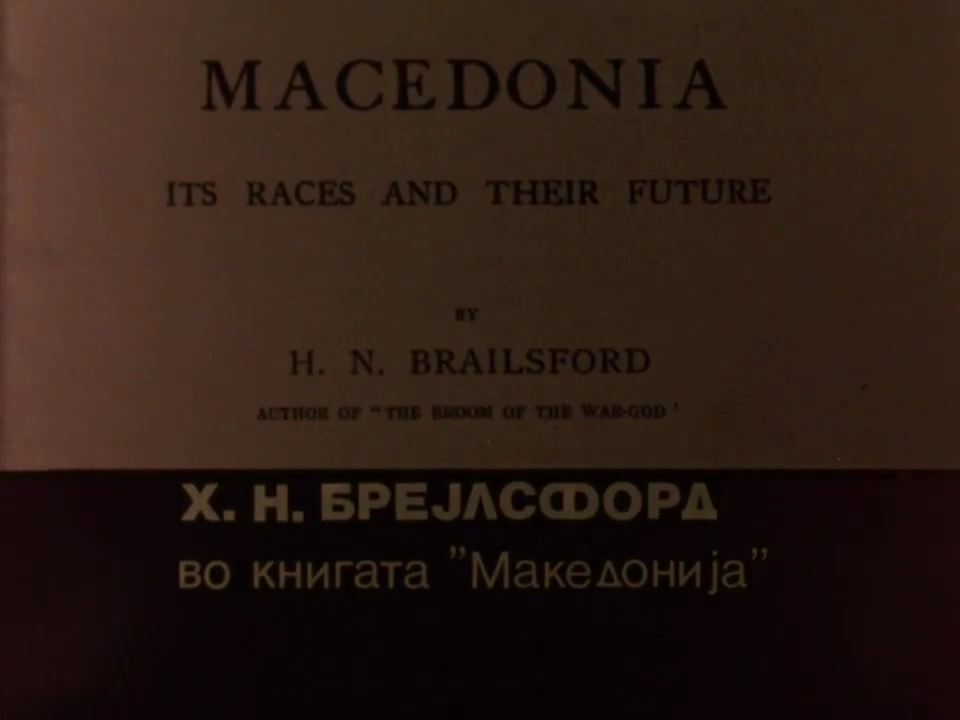 MACEDONIA
ITS RACES AND THEIR FUTURE
BY
H. N. BRAILSFORD
AUTHOR OF "THE BROOM OF THE WAR-GOD"
Х. Н. БРЕЈЛСФОРД
во книгата "Македонија"